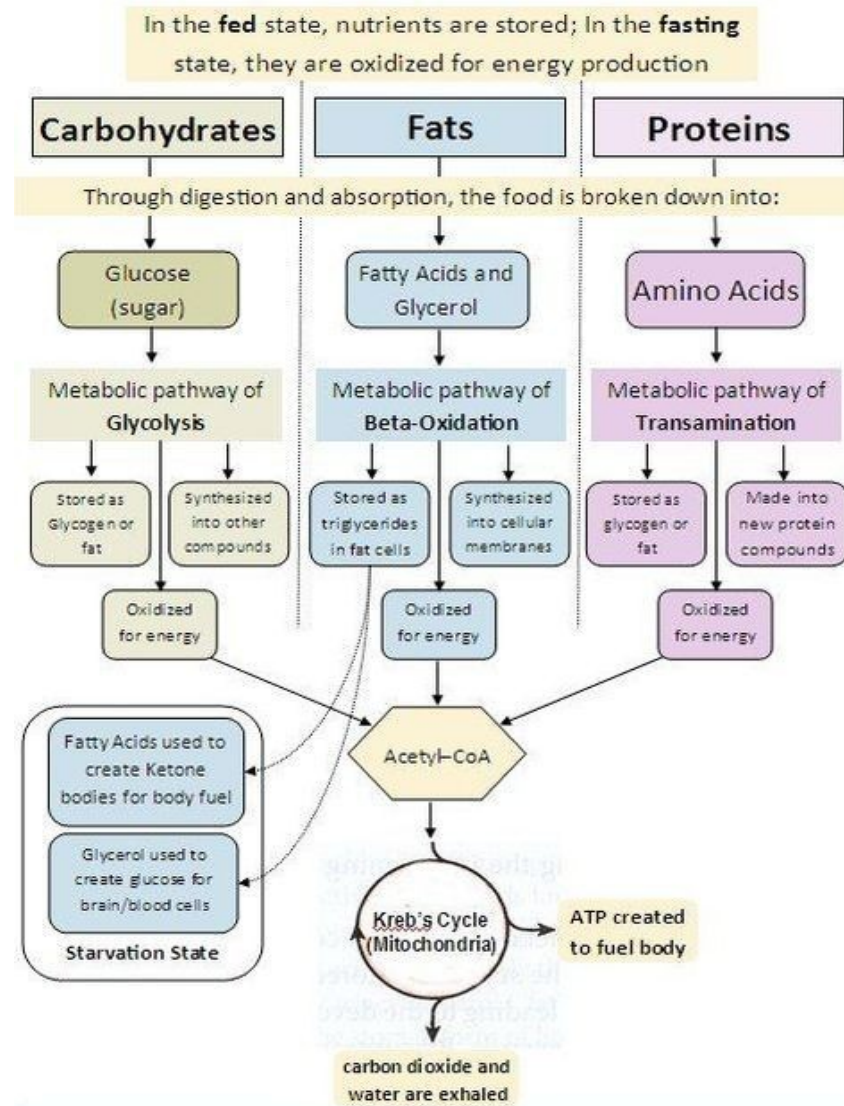 In the fed state, nutrients are stored; In the fasting
state, they are oxidized for energy production
Carbohydrates
Fats
Proteins
Through digestion and absorption, the food is broken down into:
Glucose
(sugar)
Fatty Acids and
Glycerol
Amino Acids
Metabolic pathway of
Glycolysis
Metabolic pathway of
Beta-Oxidation
Metabolic pathway of
Transamination
Stored as
Glycogen or
fat
Synthesized
into other
compounds
Stored as
triglycerides
in fat cells
Synthesized
into cellular
membranes
Stored as
glycogen or
fat
Made into
new protein
compounds
Oxidized
for energy
Oxidized
for energy
Oxidized
for energy
Fatty Acids used to
create Ketone
bodies for body fuel
Glycerol used to
create glucose for
brain/blood cells
Starvation State
Acetyl–CoA
Kreb's Cycle
(Mitochondria)
ATP created
to fuel body
carbon dioxide and
water are exhaled